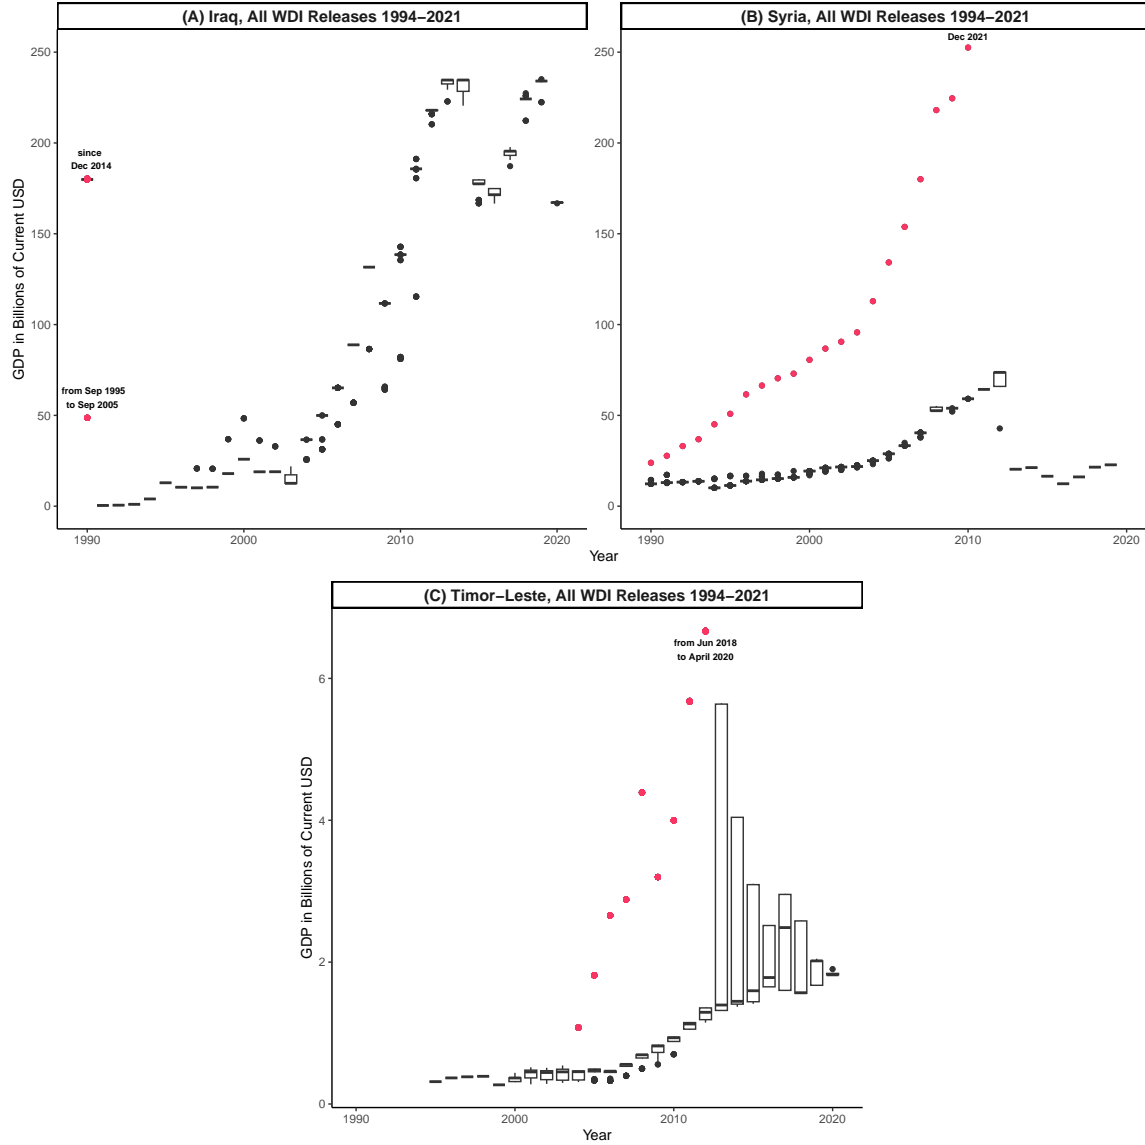 (A) Iraq, All WDI Releases 1994−2021
(B) Syria, All WDI Releases 1994−2021
GDP in Billions of Current USD
250
200
150
100
50
0
since
Dec 2014
from Sep 1995
to Sep 2005
1990
2000
2010
2020
Dec 2021
250
200
150
100
50
0
1990
2000
2010
2020
Year
(C) Timor−Leste, All WDI Releases 1994−2021
GDP in Billions of Current USD
6
4
2
0
from Jun 2018
to April 2020
1990
2000
2010
2020
Year